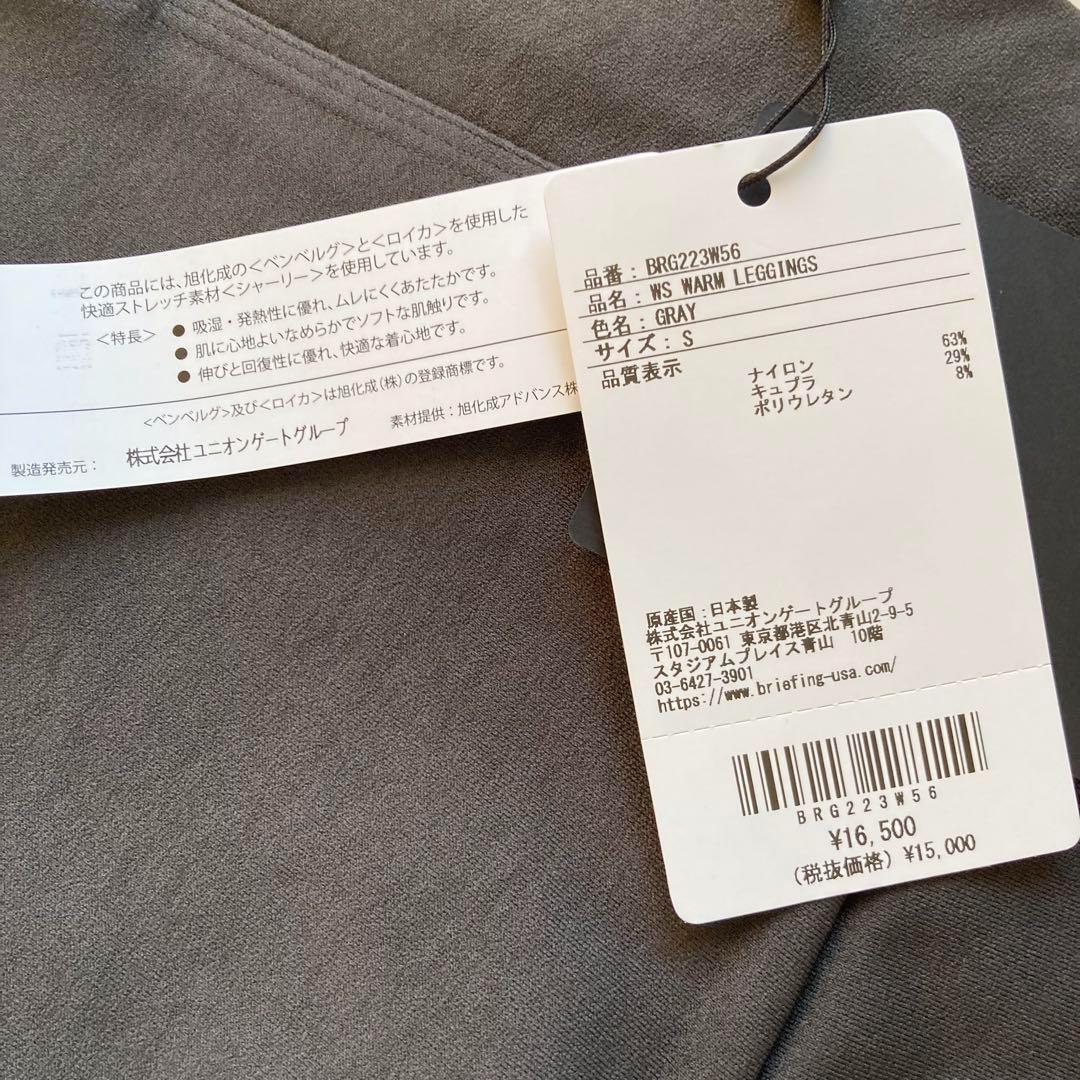 この商品には、旭化成の<ベンベルグ>と<ロイカ>を使用した
快適ストレッチ素材<シャーリー>を使用しています。
<特長> ● 吸湿・発熱性に優れ、ムレにくくあたたかです。
● 肌に心地よいなめらかでソフトな肌触りです。
● 伸びと回復性に優れ、快適な着心地です。
<ベンベルグ>及び<ロイカ>は旭化成(株)の登録商標です。
素材提供:旭化成アドバンス株
製造発売元: 株式会社ユニオンゲートグループ
品番:BRG223W56
品名:WS WARM LEGGINGS
色名:GRAY
サイズ:S
品質表示 ナイロン 63%
キュプラ 29%
ポリウレタン 8%
原産国:日本製
株式会社ユニオンゲートグループ
〒107-0061 東京都港区北青山2-9-5
スタジアムプレイス青山 10階
03-6427-3901
https://www.briefing-usa.com/
BRG223W56
¥16,500
(税抜価格) ¥15,000